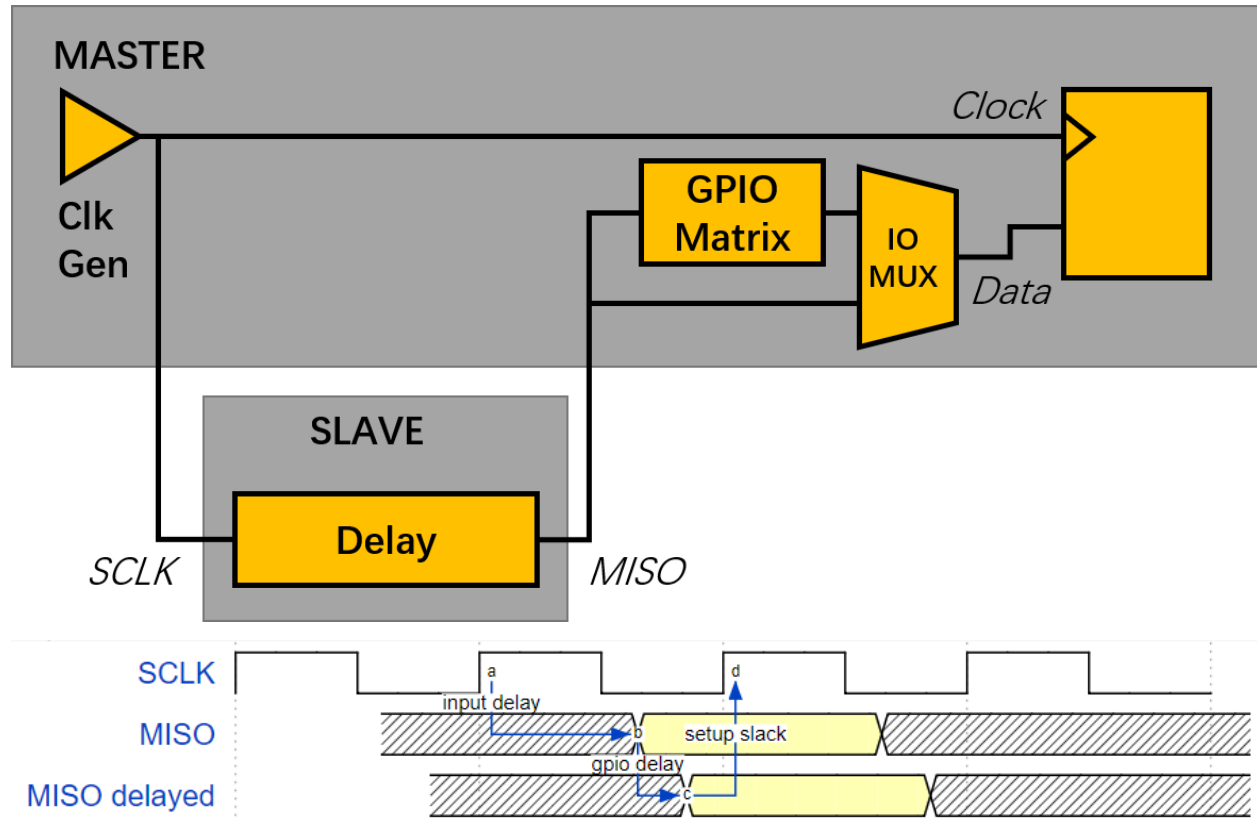 MASTER
Clock
Clk
Gen
GPIO
Matrix
IO
MUX
Data
SLAVE
Delay
SCLK
MISO
SCLK
a
d
input delay
MISO
b
setup slack
gpio delay
MISO delayed
c